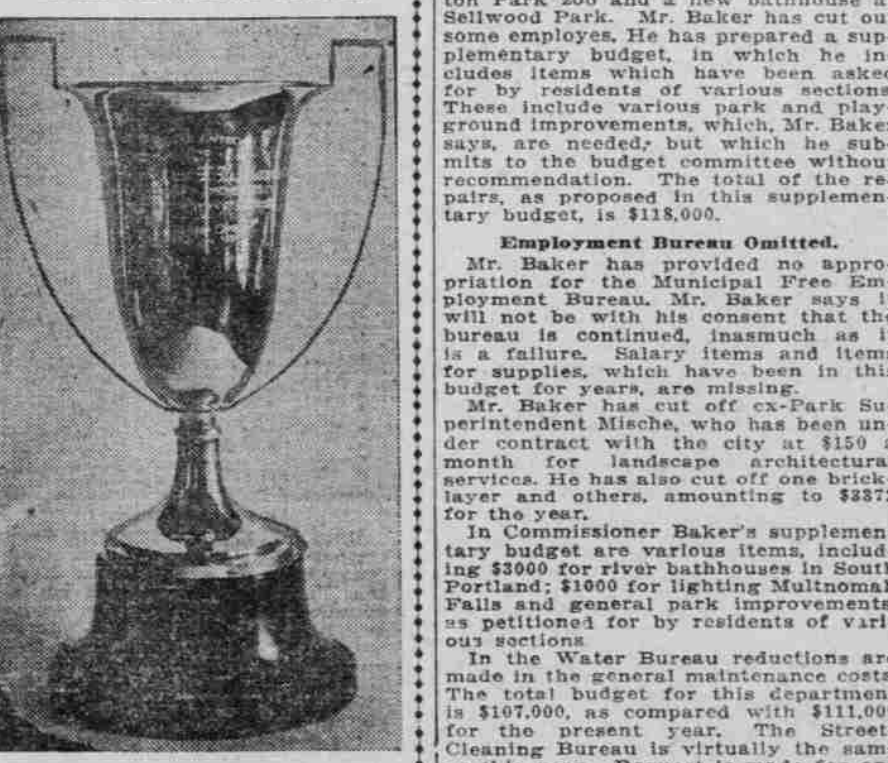 ton Park Zoo and a new bathhouse a
Sellwood Park. Mr. Baker has cut ou
some employes. He has prepared a sup-
plementary budget, in which he in-
cludes items which have been asked
for by residents of various sections
These include various park and play-
ground improvements, which, Mr. Baker
says, are needed, but which he sub-
mits to the budget committee withou
recommendation. The total of the re-
pairs, as proposed in this supplemen-
tary budget, is $118,000.
Employment Bureau Omitted.
Mr. Baker has provided no appro-
priation for the Municipal Free Em-
ployment Bureau. Mr. Baker says i
will not be with his consent that the
bureau is continued, inasmuch as i
is a failure. Salary items and item
for supplies, which have been in this
budget for years, are missing.
Mr. Baker has cut off ex-Park Su-
perintendent Mische, who has been un-
der contract with the city at $150 a
month for landscape architectura
services. He has also cut off one brick-
layer and others, amounting to $337
for the year.
In Commissioner Baker's supplemen-
tary budget are various items, includ-
ing $3000 for river bathhouses in South
Portland; $1000 for lighting Multnomah
Falls and general park improvements
as petitioned for by residents of vari
ous sections
In the Water Bureau reductions are
made in the general maintenance costs
The total budget for this departmen
is $107,000, as compared with $111,00
for the present year. The Street-
Cleaning Bureau is virtually the sam